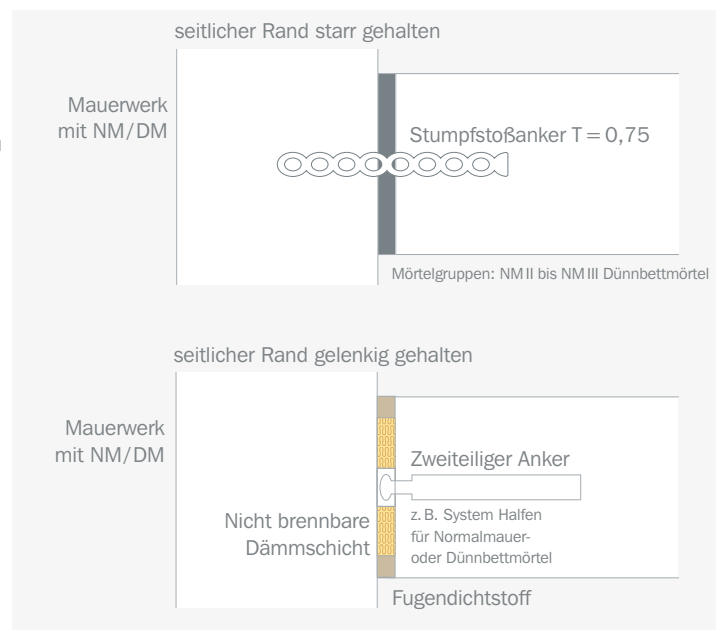 seitlicher Rand starr gehalten
Mauerwerk
mit NM/DM
Stumpfstoßanker T = 0,75
Mörtelgruppen: NM II bis NM III Dünnbettmörtel
seitlicher Rand gelenkig gehalten
Mauerwerk
mit NM/DM
Zweiteiliger Anker
z. B. System Halfen
für Normalmauer-
oder Dünnbettmörtel
Nicht brennbare
Dämmschicht
Fugendichtstoff